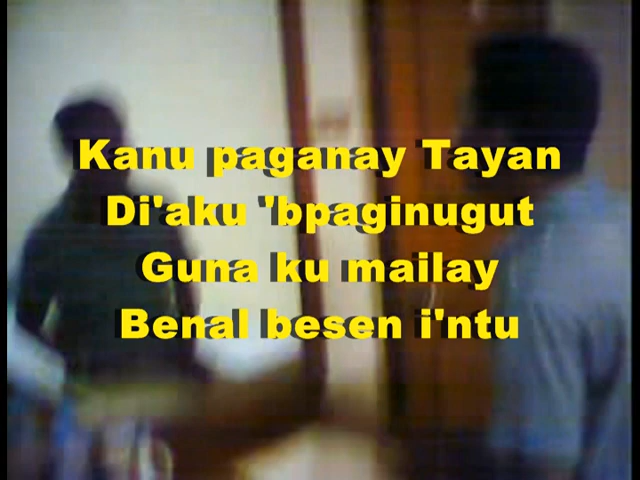 Kanu paganay Tayan
Di'aku 'bpaginugut
Guna ku mailay
Benal besen i'ntu